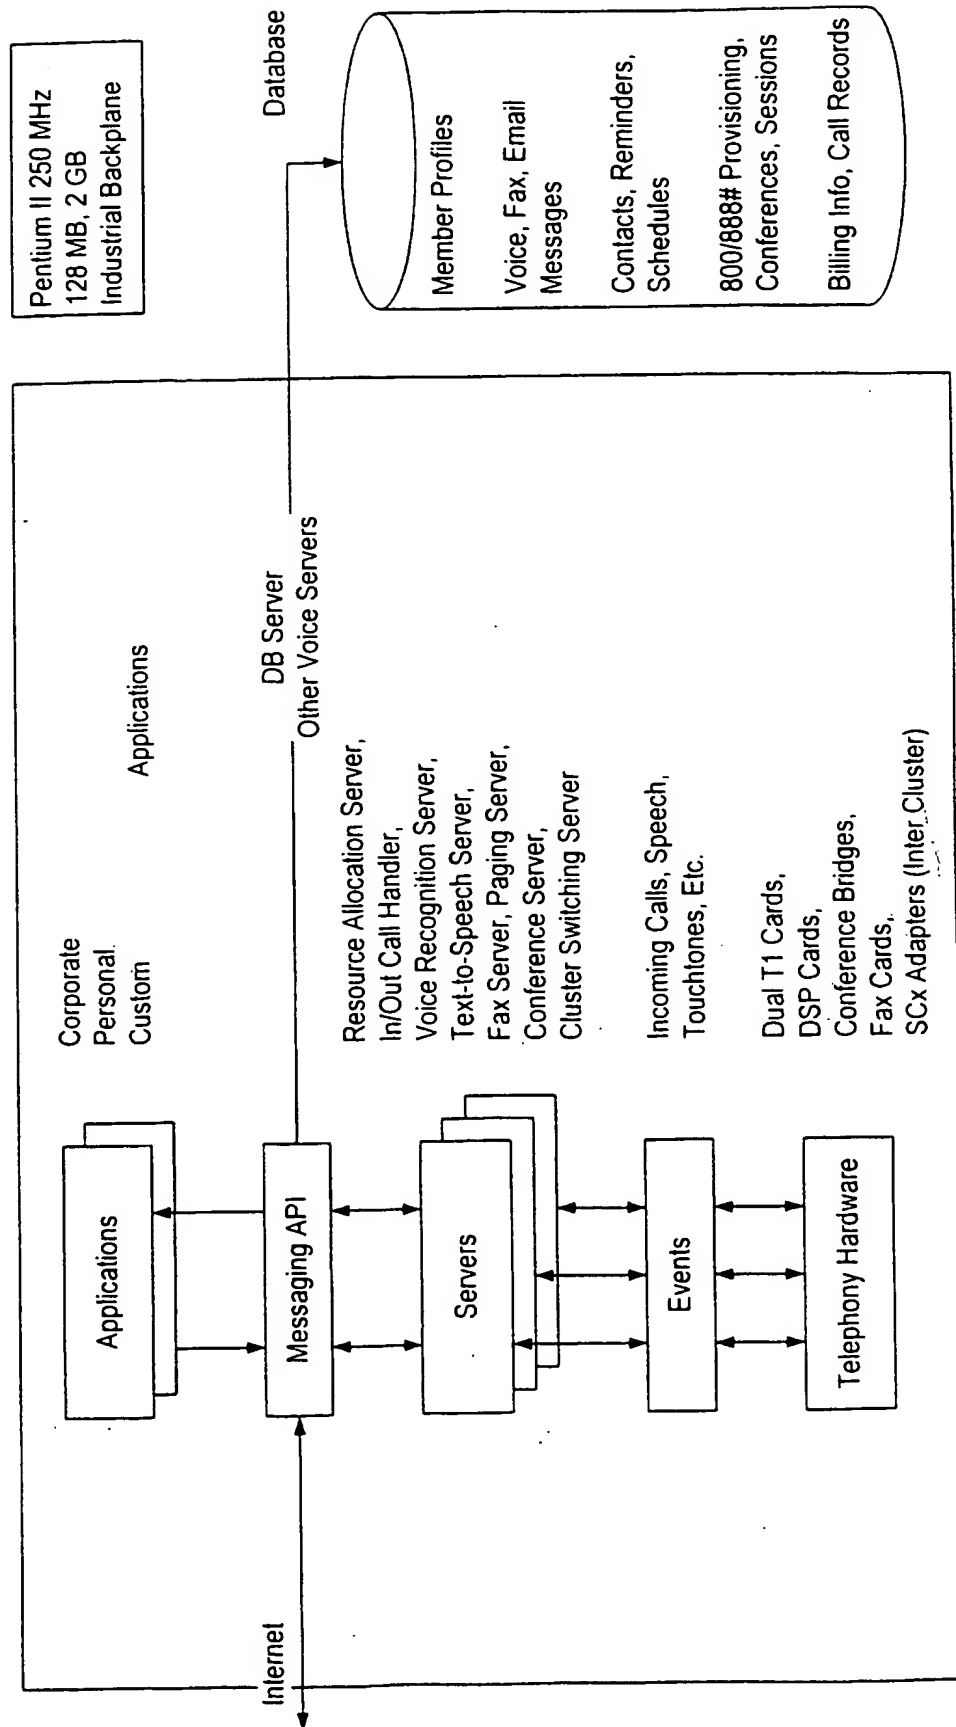 Pentium II 250 MHz
128 MB, 2 GB
Industrial Backplane
Database
Member Profiles
Voice, Fax, Email
Messages
Contacts, Reminders,
Schedules
800/888# Provisioning,
Conferences, Sessions
Billing Info, Call Records
Corporate
Personal
Custom
Applications
Applications
Internet
Messaging API
DB Server
Other Voice Servers
Servers
Resource Allocation Server,
In/Out Call Handler,
Voice Recognition Server,
Text-to-Speech Server,
Fax Server, Paging Server,
Conference Server,
Cluster Switching Server
Events
Incoming Calls, Speech,
Touchtones, Etc.
Telephony Hardware
Dual T1 Cards,
DSP Cards,
Conference Bridges,
Fax Cards,
SCx Adapters (Inter Cluster)